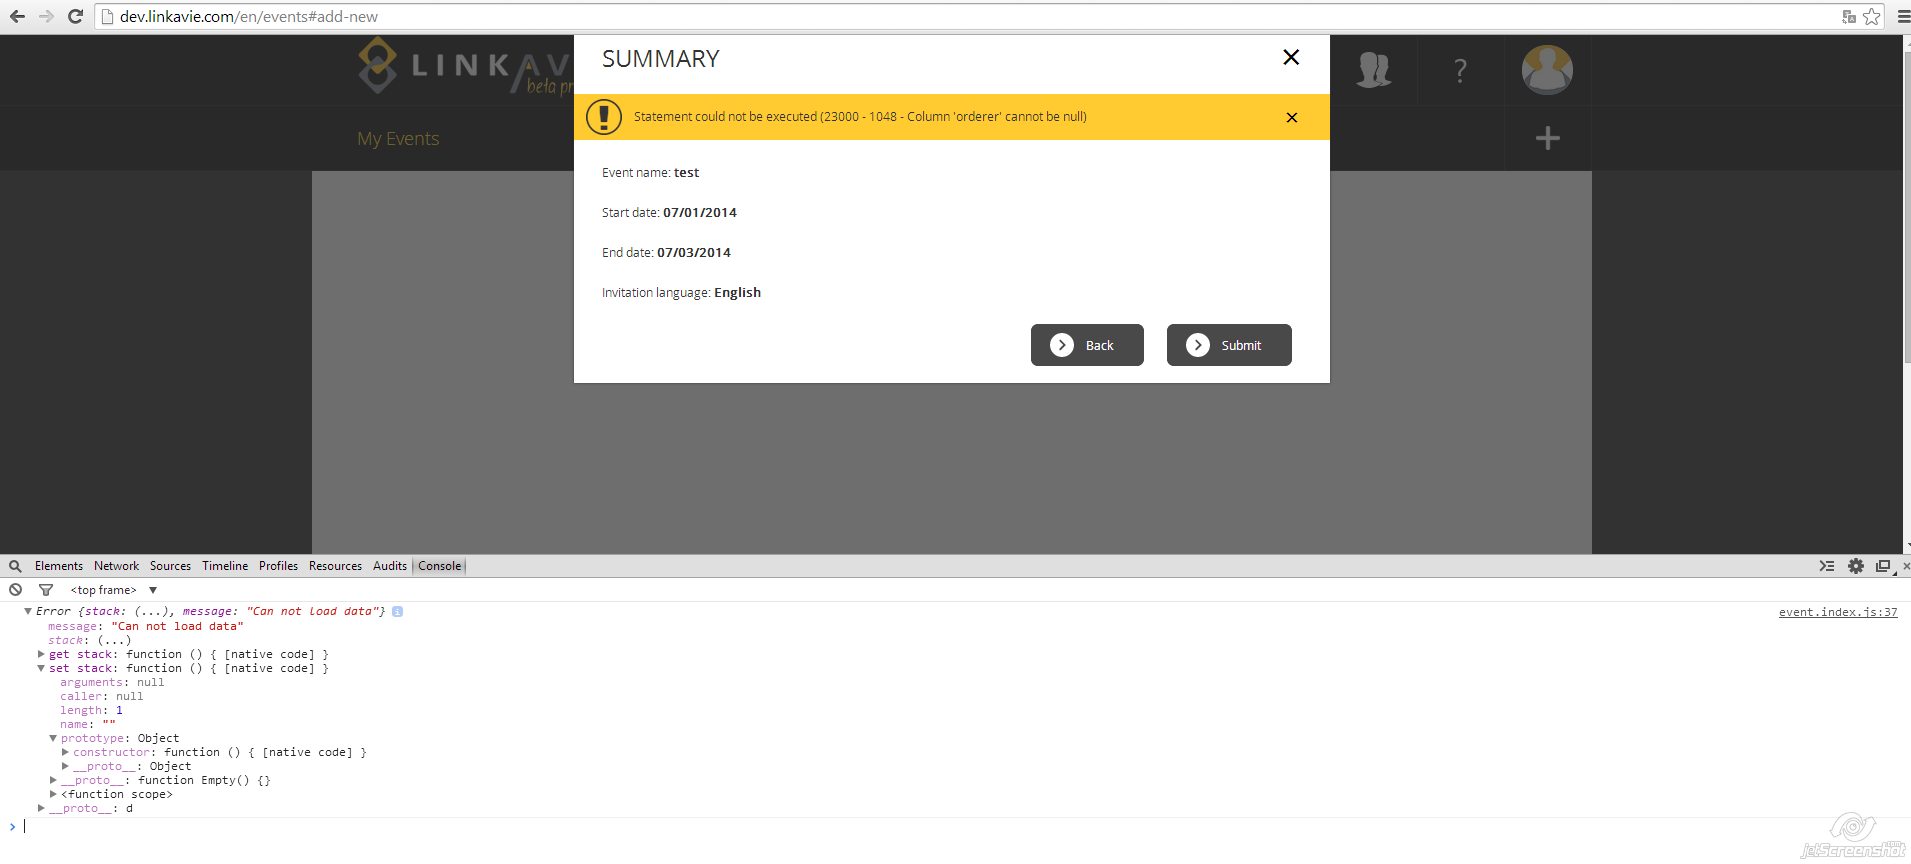 dev.linkavie.com/en/events#add-new
SUMMARY
LINKAV
beta pr
?
Statement could not be executed (23000 - 1048 - Column 'orderer' cannot be null)
My Events
Event name: test
Start date: 07/01/2014
End date: 07/03/2014
Invitation language: English
Back
Submit
Elements Network Sources Timeline Profiles Resources Audits Console
<top frame> ▼
▼Error {stack: (...), message: "Can not load data"} i
event.index.js:37
message: "Can not load data"
stack: (...)
▶get stack: function () { [native code] }
▼set stack: function () { [native code] }
arguments: null
caller: null
length: 1
name: ""
▼prototype: Object
▶constructor: function () { [native code] }
▶__proto__: Object
▶__proto__: function Empty() {}
▶<function scope>
▶__proto__: d
>
jetScreenshot
.com